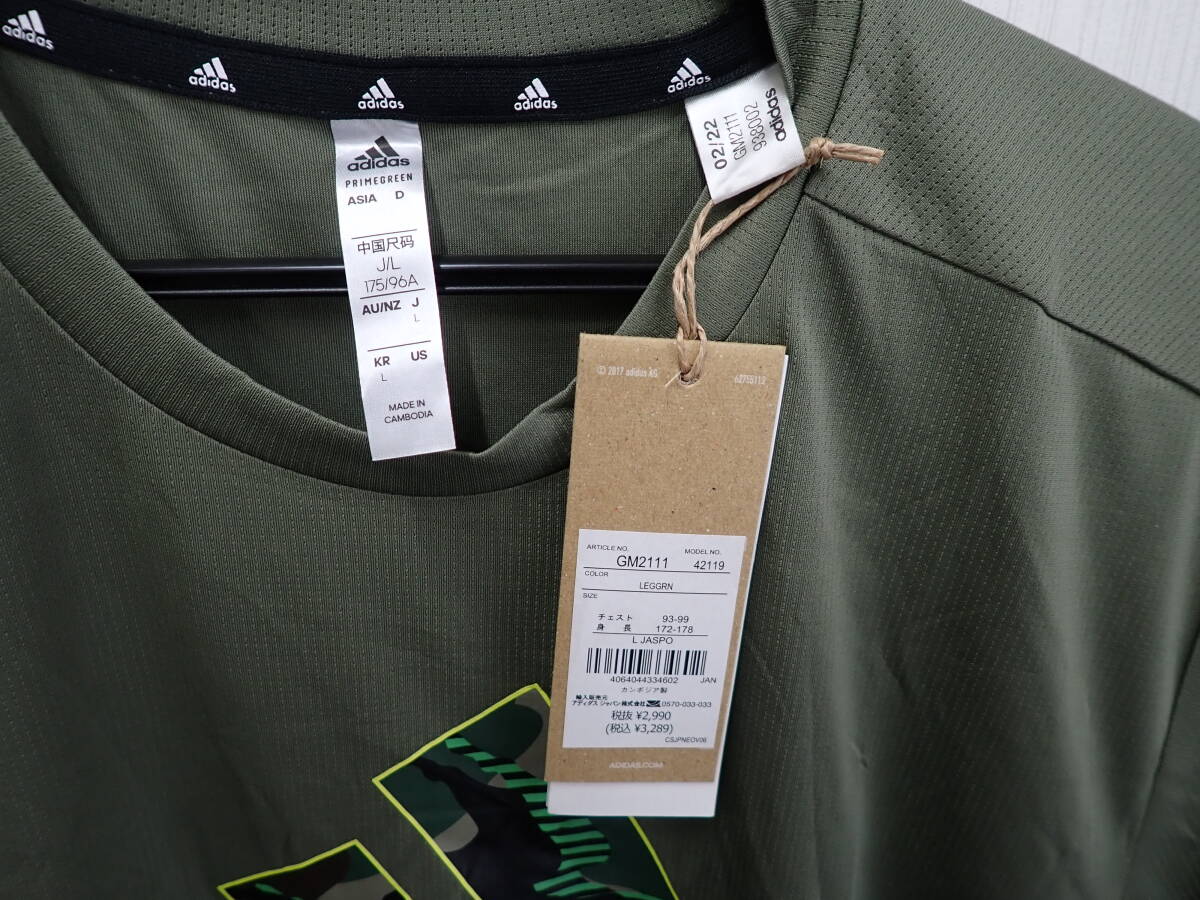 adidas
adidas
adidas
adidas
adidas
adidas
PRIMEGREEN
ASIA D
中国尺码
J/L
175/96A
AU/NZ J
L
KR US
L
MADE IN
CAMBODIA
02/22
GM2111
938002
adidas
© 2017 adidas AG
62755113
ARTICLE NO. MODEL NO.
GM2111 42119
COLOR
LEGGRN
SIZE
チェスト 93-99
身長 172-178
L JASPO
4064044334602 JAN
カンボジア製
輸入販売元
アディダス ジャパン株式会社 0570-033-033
税抜 ¥2,990
(税込 ¥3,289)
CSJPNEOV06
ADIDAS.COM